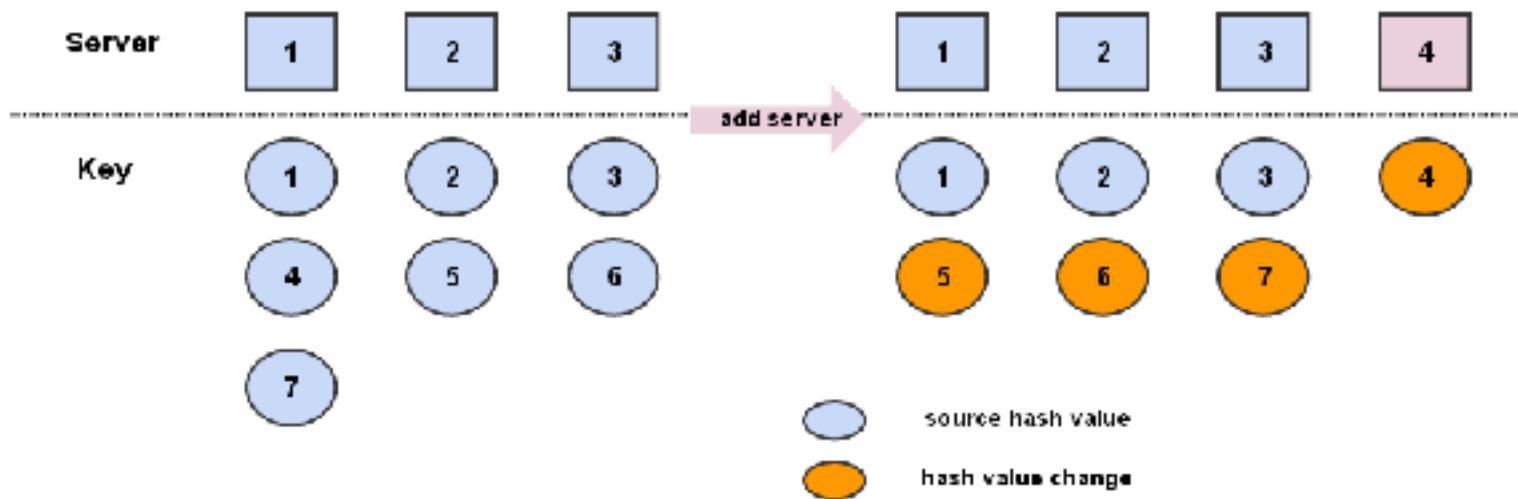 Server 1 2 3 1 2 3 4
add server
Key 1 2 3 1 2 3 4
4 5 6 5 6 7
7
source hash value
hash value change